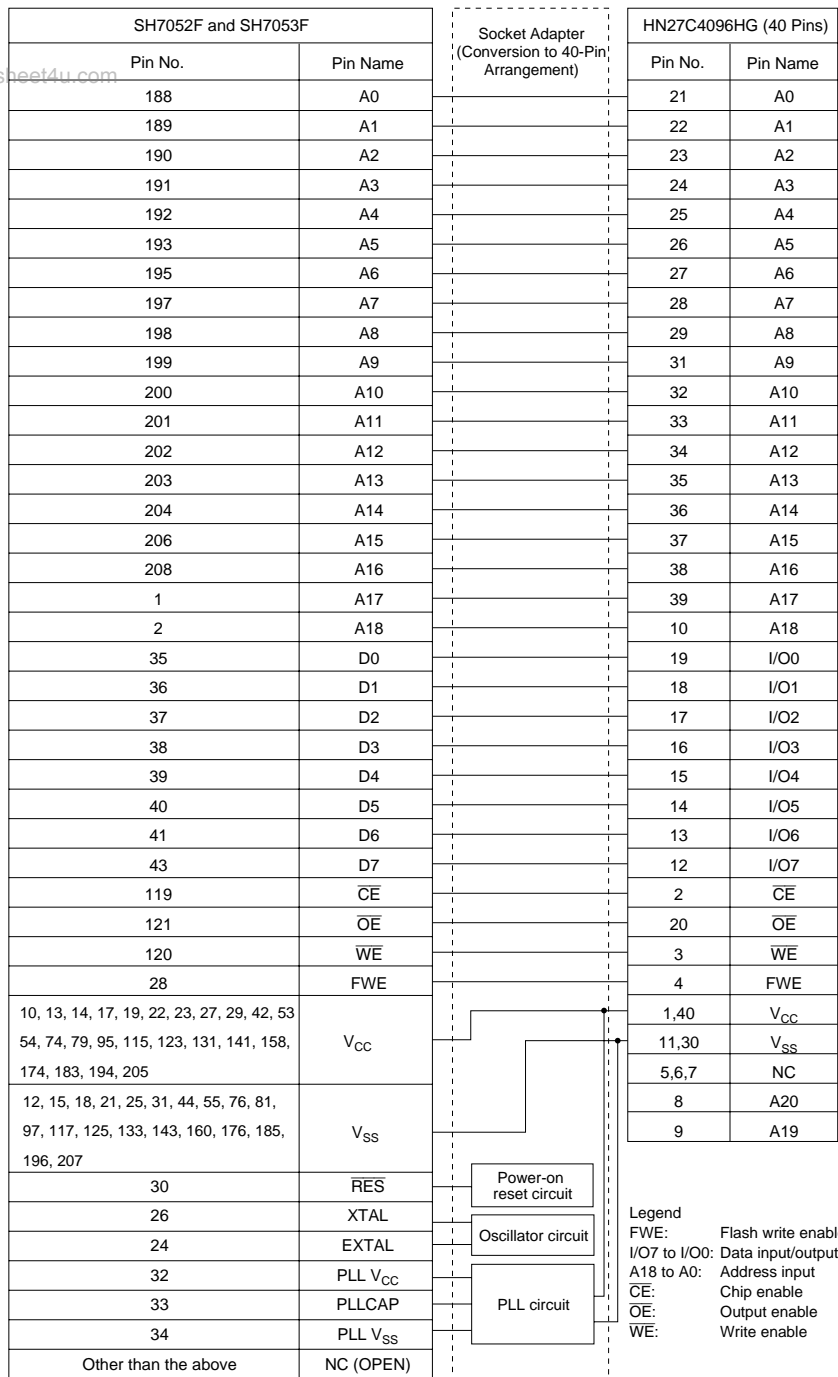 SH7052F and SH7053F
Socket Adapter
(Conversion to 40-Pin
Arrangement)
HN27C4096HG (40 Pins)
Pin No. Pin Name Pin No. Pin Name
sheet4u.com
188 A0 21 A0
189 A1 22 A1
190 A2 23 A2
191 A3 24 A3
192 A4 25 A4
193 A5 26 A5
195 A6 27 A6
197 A7 28 A7
198 A8 29 A8
199 A9 31 A9
200 A10 32 A10
201 A11 33 A11
202 A12 34 A12
203 A13 35 A13
204 A14 36 A14
206 A15 37 A15
208 A16 38 A16
1 A17 39 A17
2 A18 10 A18
35 D0 19 I/O0
36 D1 18 I/O1
37 D2 17 I/O2
38 D3 16 I/O3
39 D4 15 I/O4
40 D5 14 I/O5
41 D6 13 I/O6
43 D7 12 I/O7
119 C̅E̅ 2 C̅E̅
121 O̅E̅ 20 O̅E̅
120 W̅E̅ 3 W̅E̅
28 FWE 4 FWE
10, 13, 14, 17, 19, 22, 23, 27, 29, 42, 53
54, 74, 79, 95, 115, 123, 131, 141, 158,
174, 183, 194, 205
VCC
1,40 VCC
11,30 VSS
5,6,7 NC
8 A20
9 A19
12, 15, 18, 21, 25, 31, 44, 55, 76, 81,
97, 117, 125, 133, 143, 160, 176, 185,
196, 207
VSS
30 R̅E̅S̅
Power-on
reset circuit
26 XTAL
24 EXTAL
Oscillator circuit
32 PLL VCC
33 PLLCAP
34 PLL VSS
PLL circuit
Other than the above NC (OPEN)
Legend
FWE: Flash write enabl
I/O7 to I/O0: Data input/output
A18 to A0: Address input
C̅E̅: Chip enable
O̅E̅: Output enable
W̅E̅: Write enable